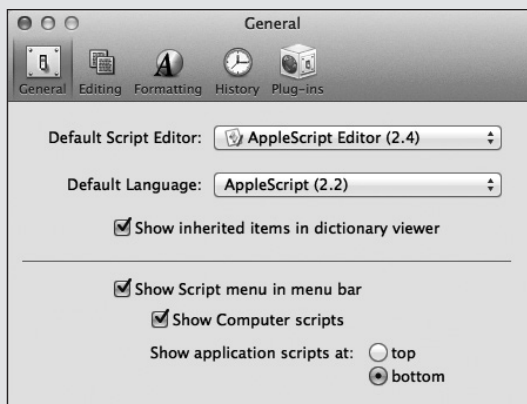 General
General Editing Formatting History Plug-ins
Default Script Editor: AppleScript Editor (2.4)
Default Language: AppleScript (2.2)
Show inherited items in dictionary viewer
Show Script menu in menu bar
Show Computer scripts
Show application scripts at: top
bottom